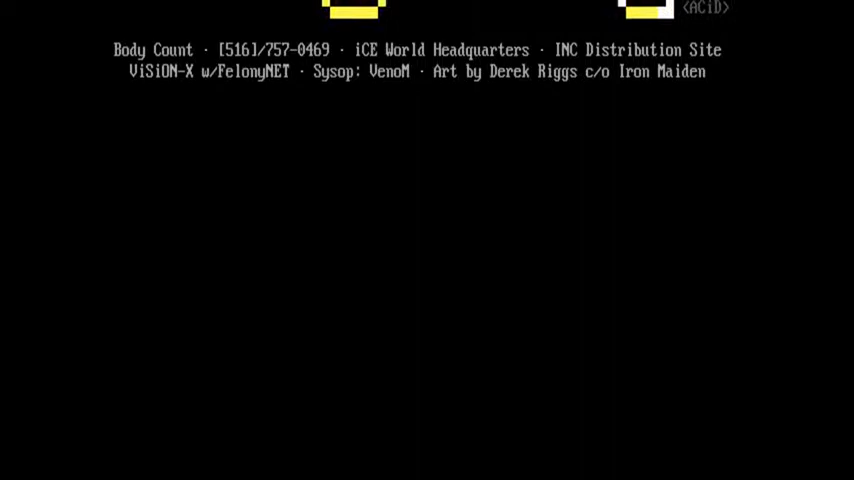 <ACiD>
Body Count · [516]/757-0469 · iCE World Headquarters · INC Distribution Site
ViSiON-X w/FelonyNET · Sysop: VenoM · Art by Derek Riggs c/o Iron Maiden